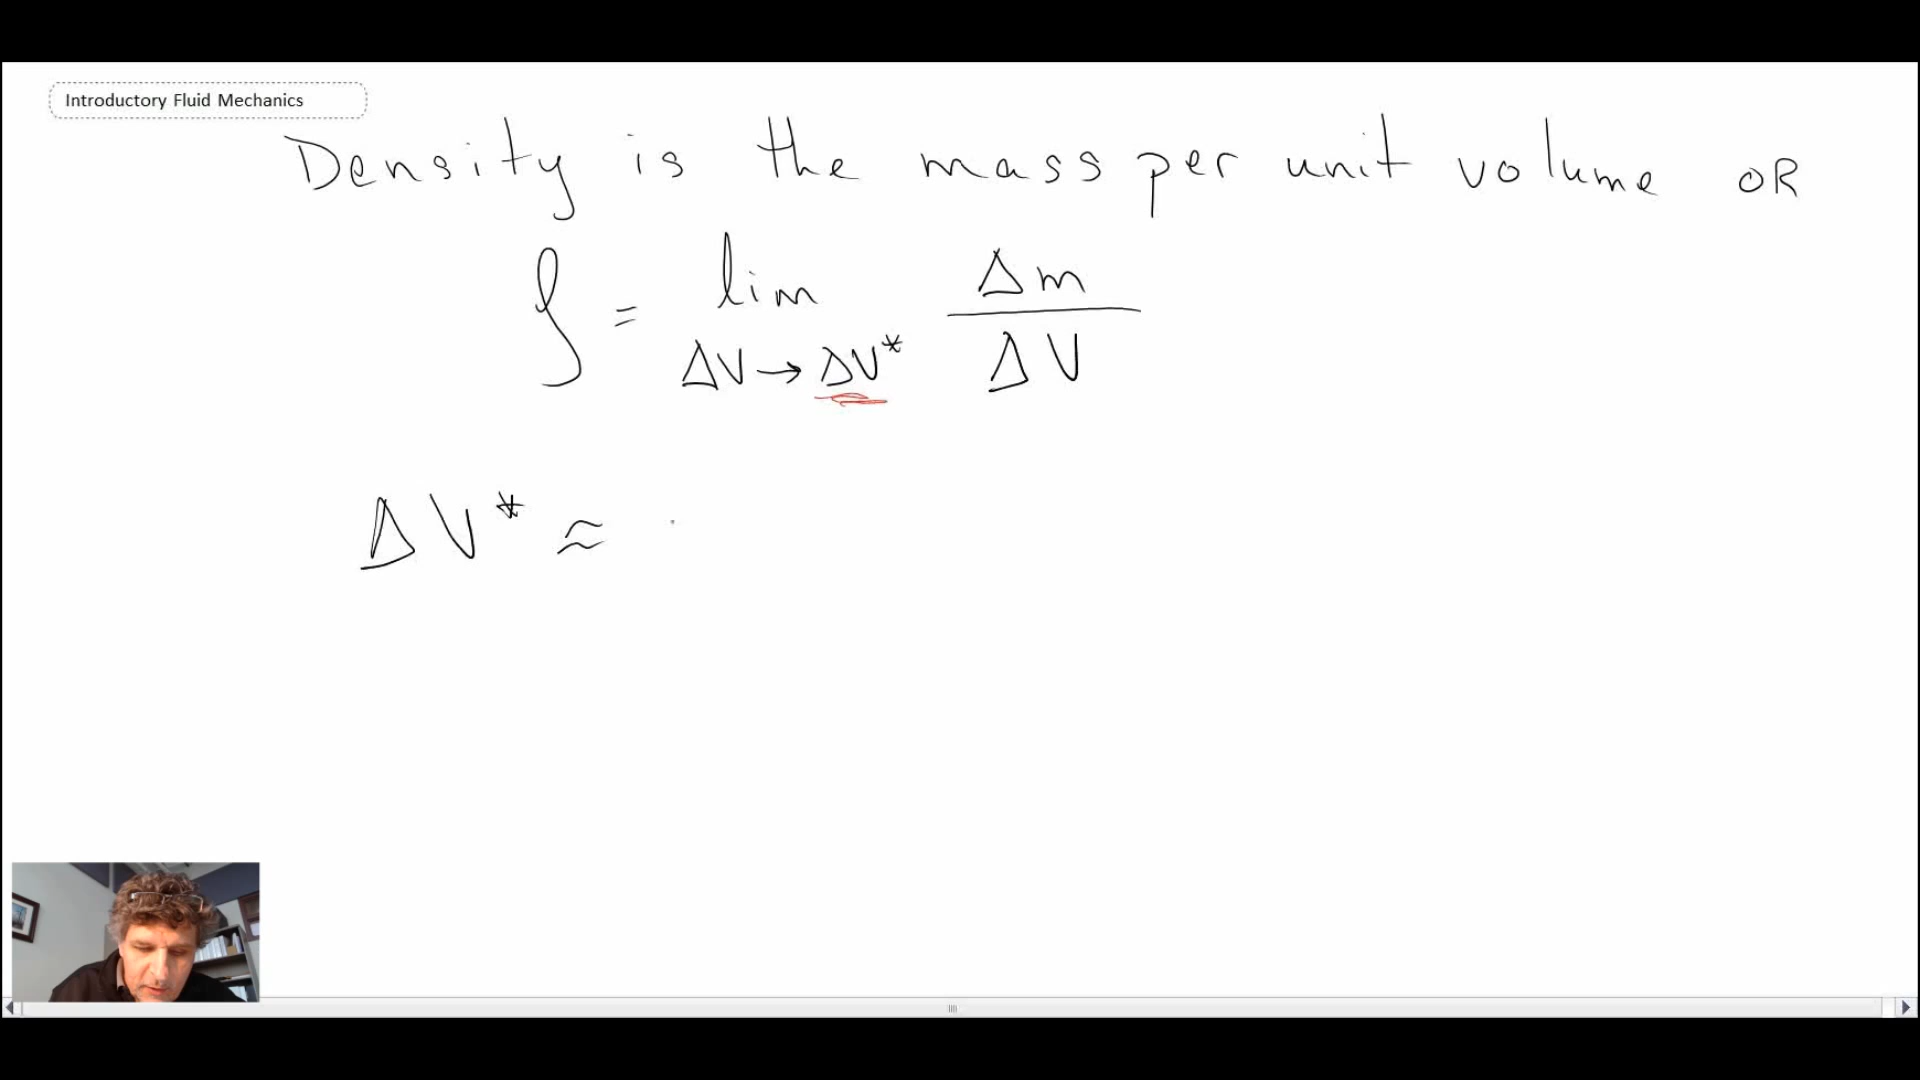 Introductory Fluid Mechanics
Density is the mass per unit volume OR
ρ = lim ΔV→ΔV* Δm/ΔV
ΔV* ≈